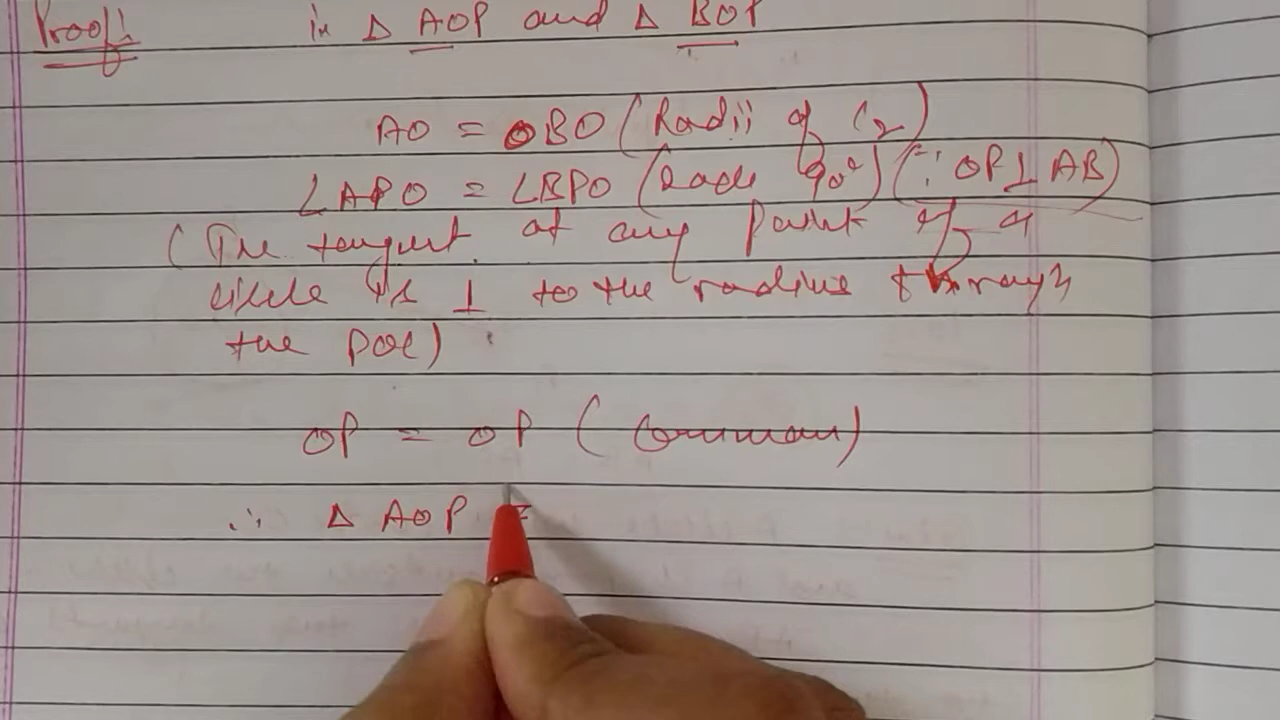 Proof:
in Δ AOP and Δ BOP
AO = BO (Radii of C2)
∠APO = ∠BPO (Each 90°) (∵ OP⊥AB)
(The tangent at any point of a
circle is ⊥ to the radius through
the POC)
OP = OP (Common)
∴ Δ AOP ≅